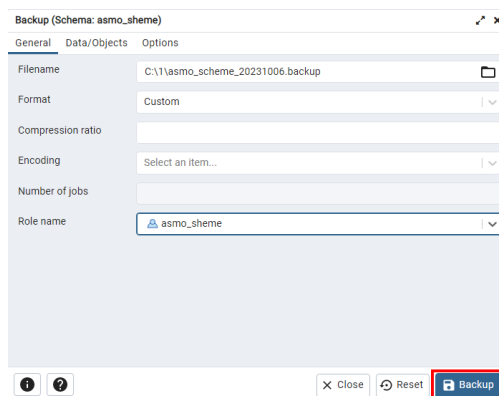 Backup (Schema: asmo_sheme)
General Data/Objects Options
Filename C:\1\asmo_scheme_20231006.backup
Format Custom
Compression ratio
Encoding Select an item...
Number of jobs
Role name asmo_sheme
Close Reset Backup